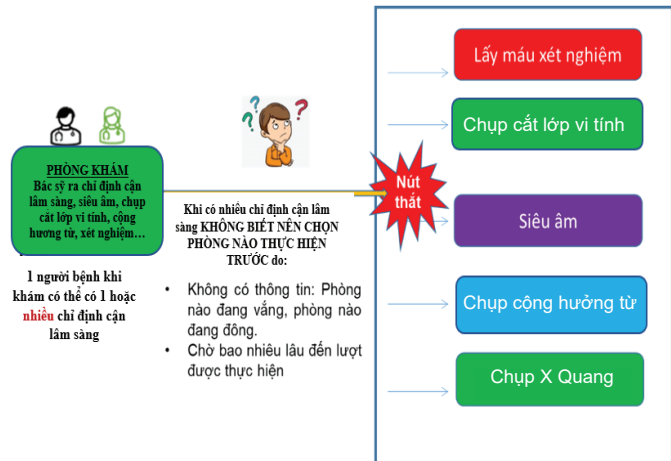 PHÒNG KHÁM
Bác sỹ ra chỉ định cận
lâm sàng, siêu âm, chụp
cắt lớp vi tính, cộng
hương từ, xét nghiệm…
1 người bệnh khi
khám có thể có 1 hoặc
nhiều chỉ định cận
lâm sàng
Khi có nhiều chỉ định cận lâm
sàng KHÔNG BIẾT NÊN CHỌN
PHÒNG NÀO THỰC HIỆN
TRƯỚC do:
• Không có thông tin: Phòng
nào đang vắng, phòng nào
đang đông.
• Chờ bao nhiêu lâu đến lượt
được thực hiện
Nút
thắt
Lấy máu xét nghiệm
Chụp cắt lớp vi tính
Siêu âm
Chụp cộng hưởng từ
Chụp X Quang